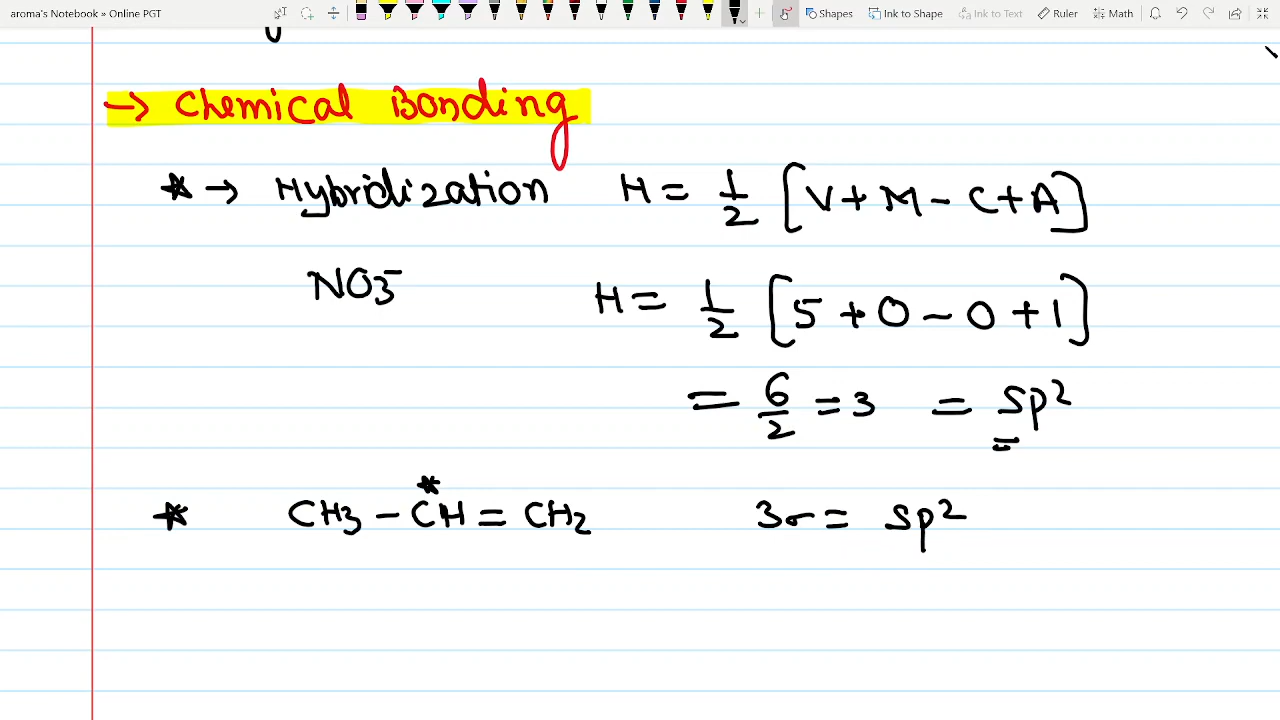 aroma's Notebook » Online PGT
Shapes Ink to Shape Ink to Text Ruler Math
→ Chemical Bonding
* → Hybridization H = 1/2 [V + M - C + A]
NO3⁻ H = 1/2 [5 + 0 - 0 + 1]
= 6/2 = 3 = sp²
* CH3 - C*H = CH2 3σ = sp²